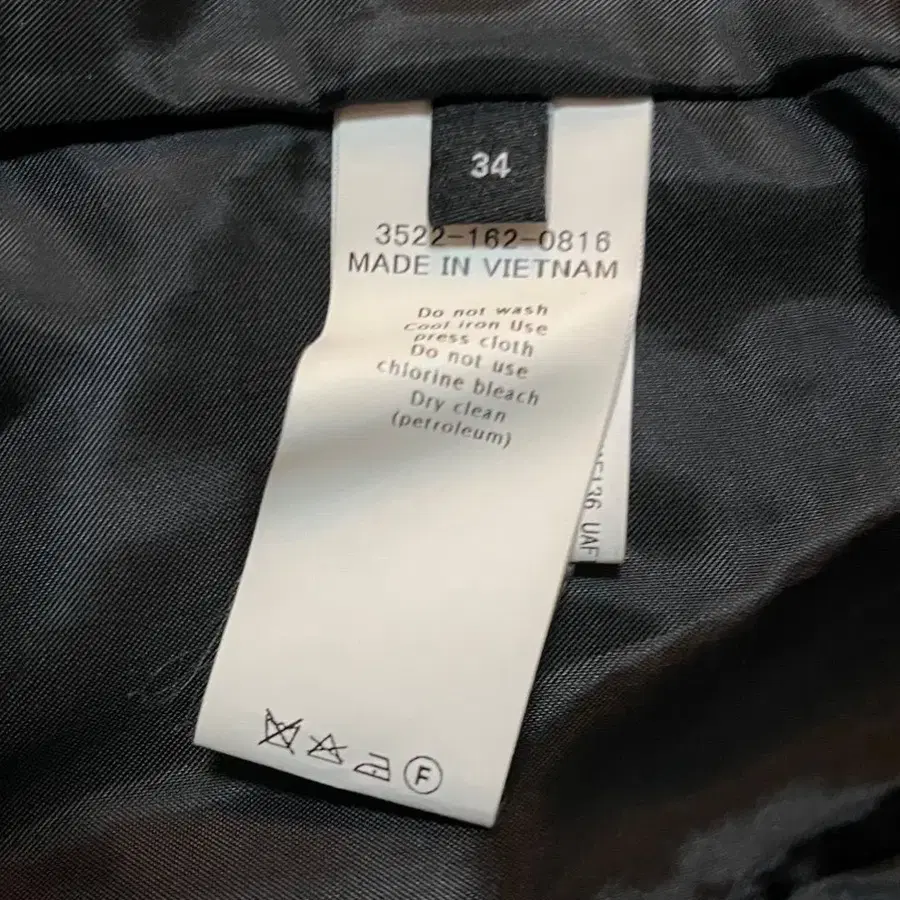 34
3522-162-0816
MADE IN VIETNAM
Do not wash
Cool iron Use
press cloth
Do not use
chlorine bleach
Dry clean
(petroleum)
UAF
F